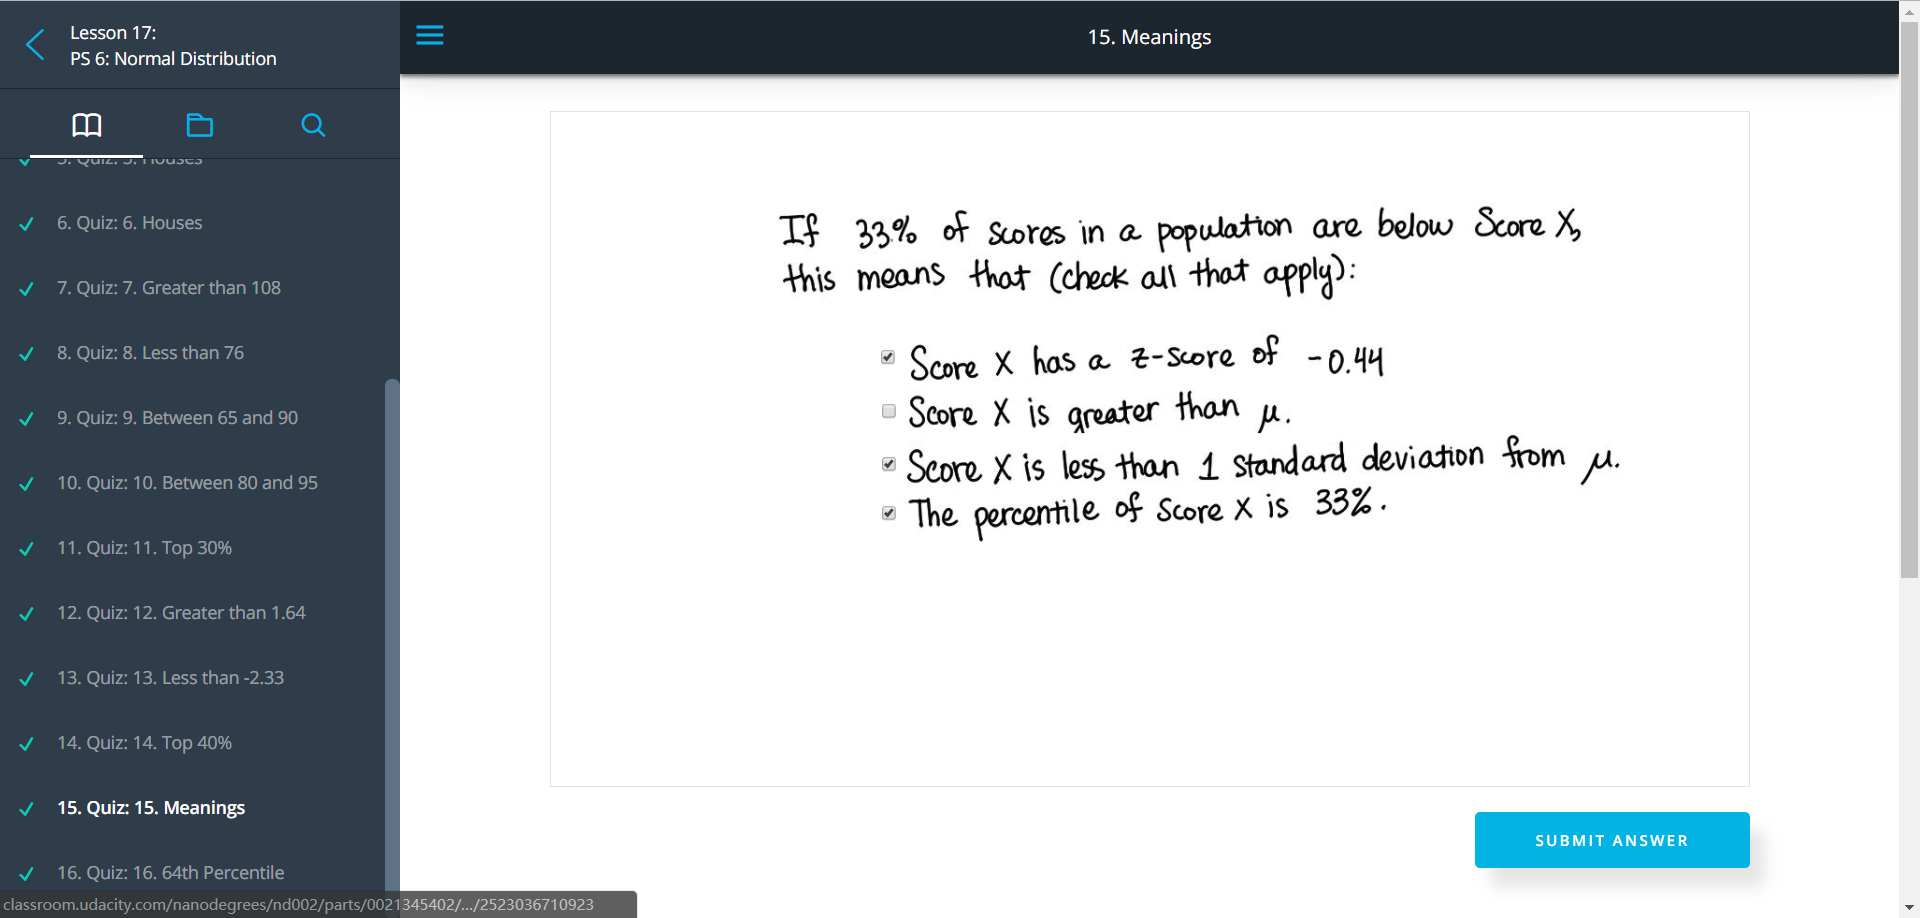 Lesson 17:
PS 6: Normal Distribution
15. Meanings
5. Quiz: 5. Houses
6. Quiz: 6. Houses
7. Quiz: 7. Greater than 108
8. Quiz: 8. Less than 76
9. Quiz: 9. Between 65 and 90
10. Quiz: 10. Between 80 and 95
11. Quiz: 11. Top 30%
12. Quiz: 12. Greater than 1.64
13. Quiz: 13. Less than -2.33
14. Quiz: 14. Top 40%
15. Quiz: 15. Meanings
16. Quiz: 16. 64th Percentile
If 33% of scores in a population are below Score X,
this means that (check all that apply):
Score X has a z-score of -0.44
Score X is greater than μ.
Score X is less than 1 standard deviation from μ.
The percentile of Score X is 33%.
SUBMIT ANSWER
classroom.udacity.com/nanodegrees/nd002/parts/0021345402/.../2523036710923